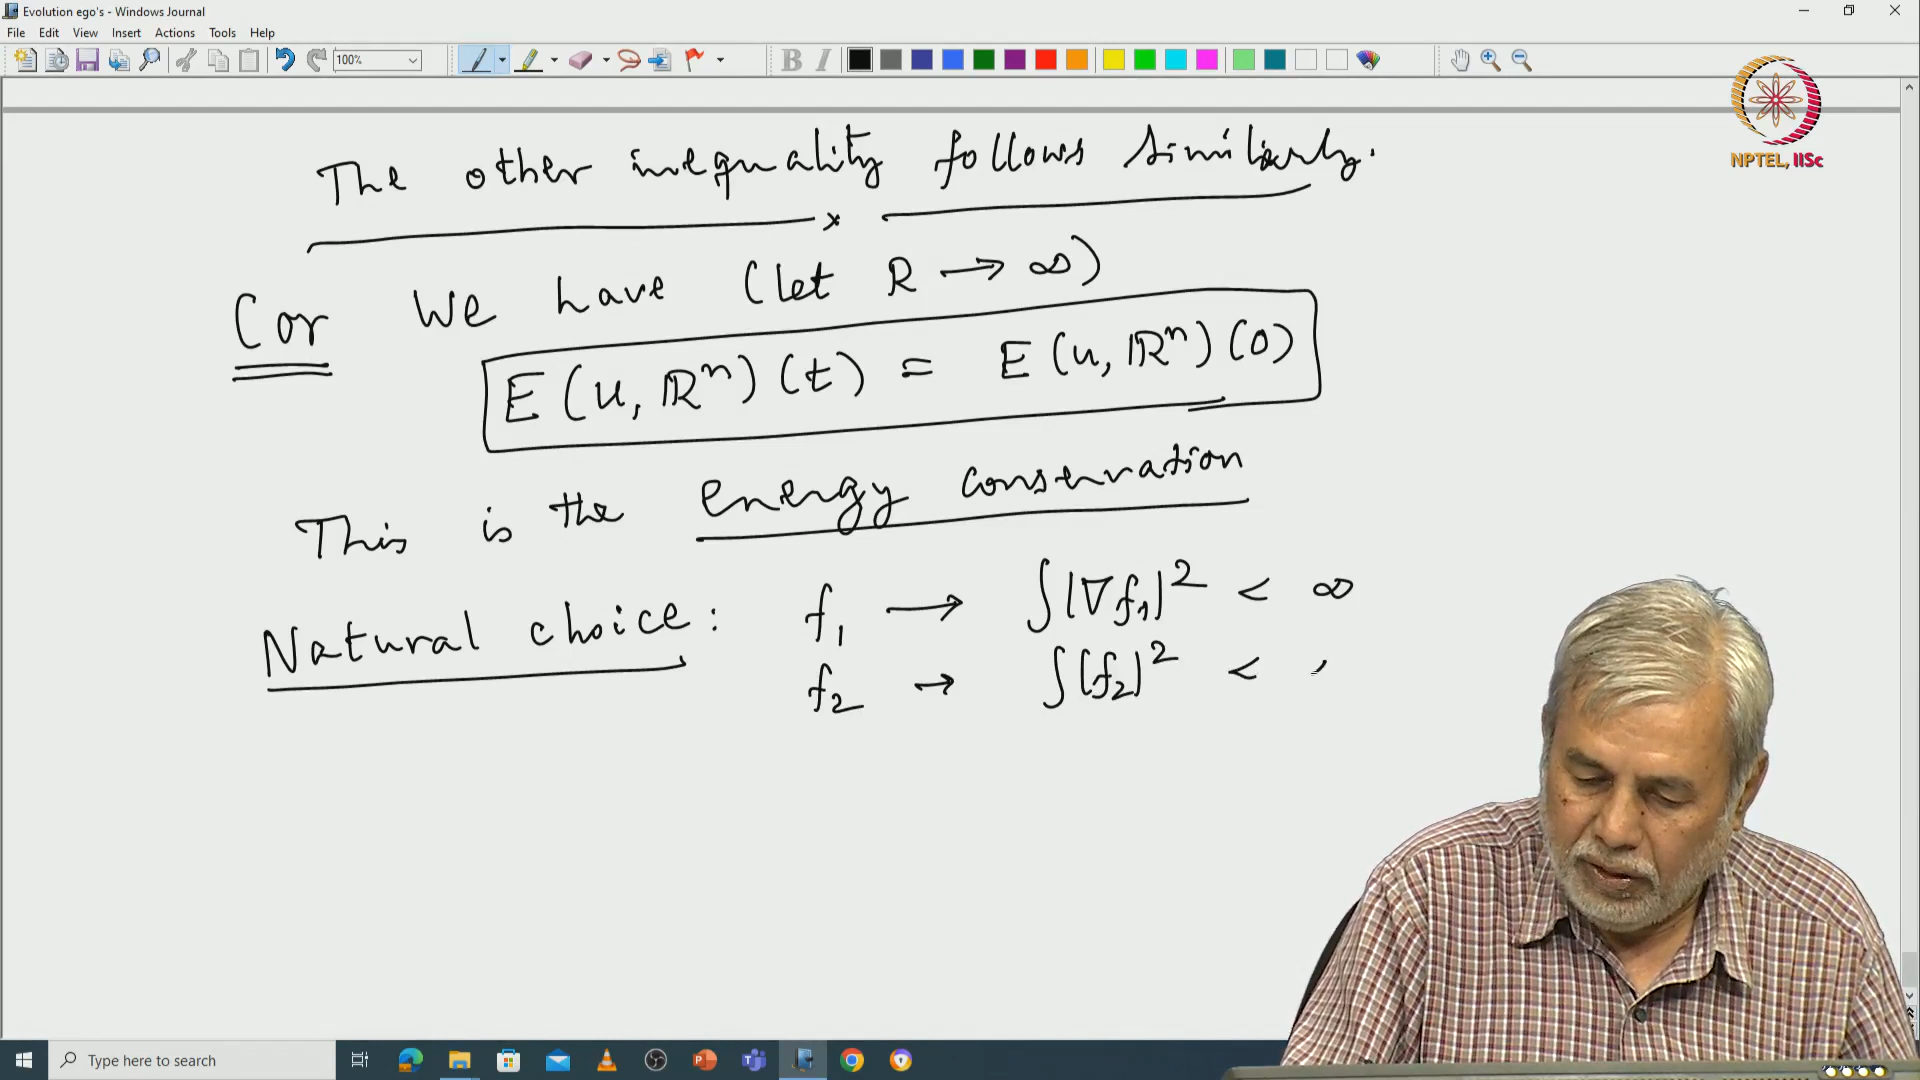 Evolution eqo's - Windows Journal
File Edit View Insert Actions Tools Help
100%
B I
NPTEL, IISc
The other inequality follows similarly.
Cor We have (let R → ∞)
E(u, ℝⁿ)(t) = E(u, ℝⁿ)(0)
This is the energy conservation
Natural choice: f₁ → ∫|∇f₁|² < ∞
f₂ → ∫|f₂|² <
Type here to search